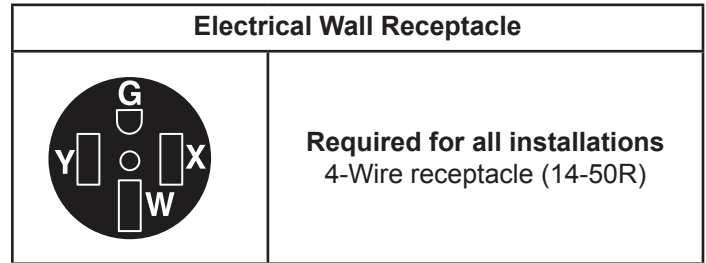 Electrical Wall Receptacle
G
Y
X
W
Required for all installations
4-Wire receptacle (14-50R)